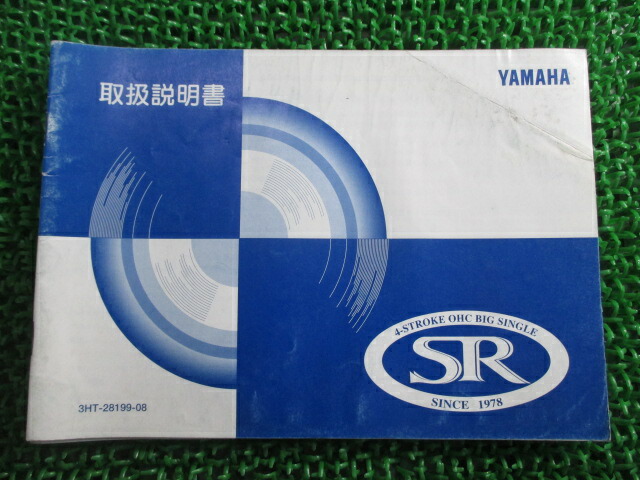 取扱説明書
YAMAHA
4-STROKE OHC BIG SINGLE
SR
SINCE 1978
3HT-28199-08